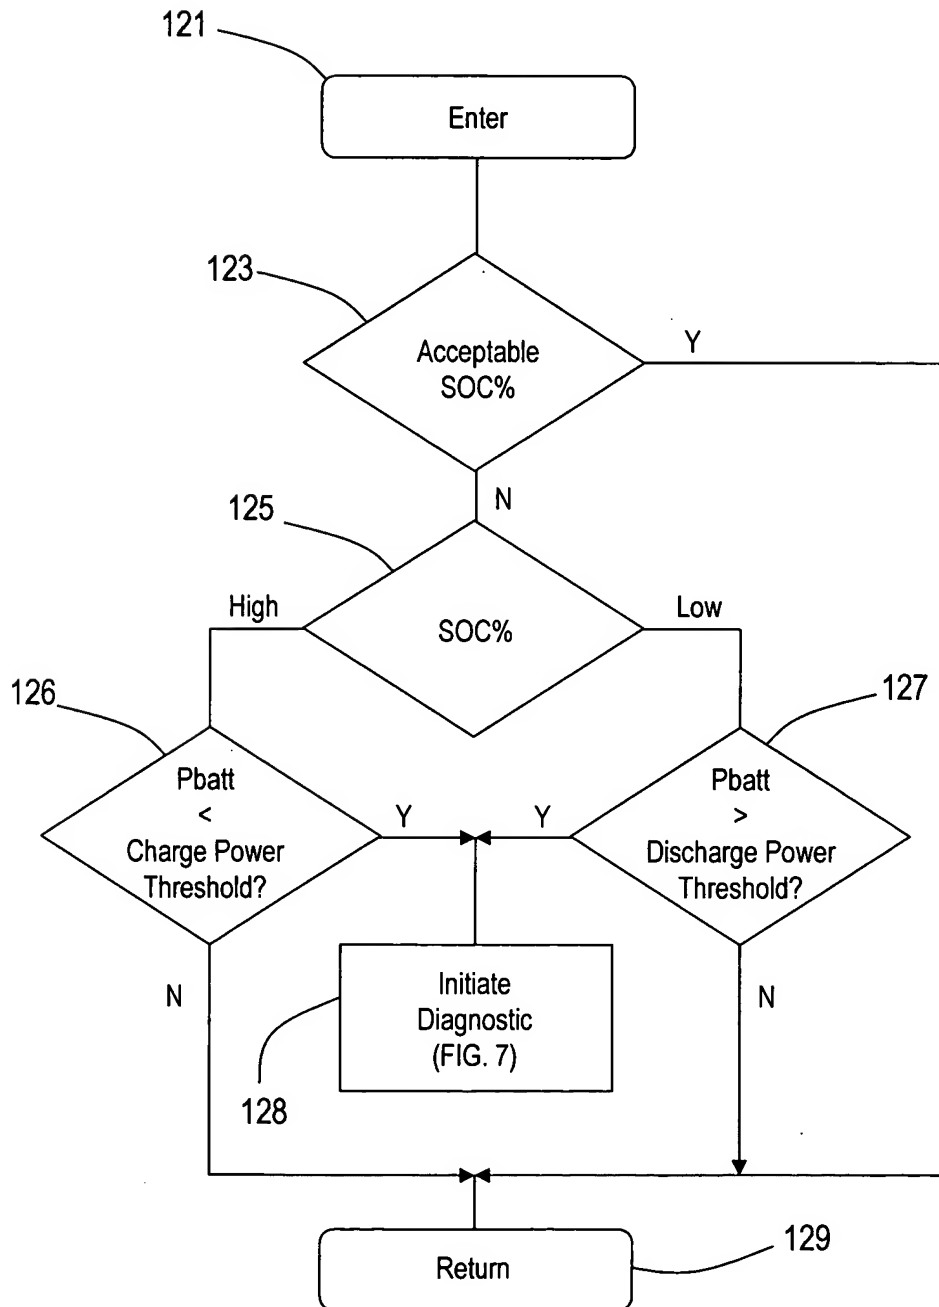 121
Enter
123
Acceptable
SOC%
Y
N
125
High
SOC%
Low
126
127
Pbatt
<
Charge Power
Threshold?
Y
Y
Pbatt
>
Discharge Power
Threshold?
N
Initiate
Diagnostic
(FIG. 7)
N
128
Return
129